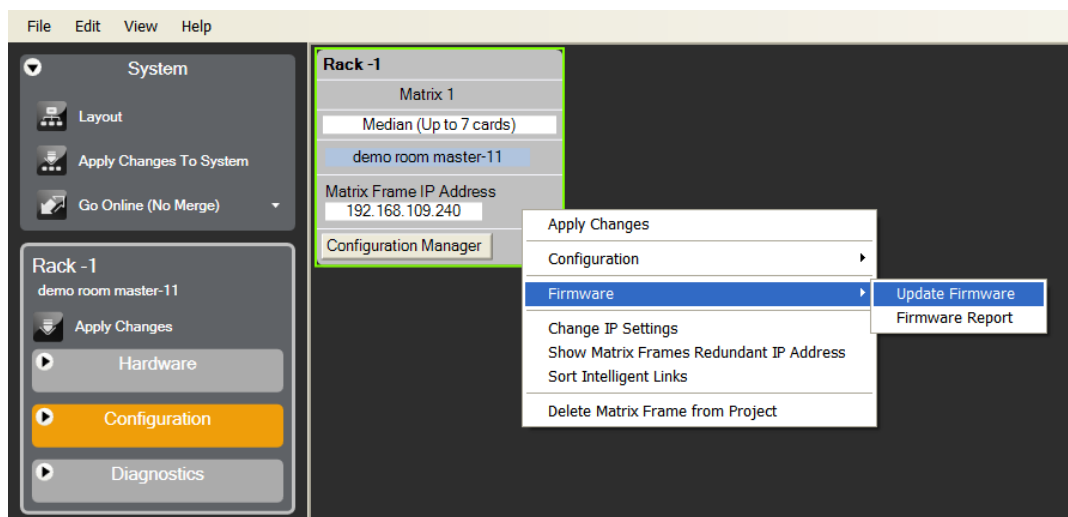 File Edit View Help
System
Layout
Apply Changes To System
Go Online (No Merge)
Rack -1
demo room master-11
Apply Changes
Hardware
Configuration
Diagnostics
Rack -1
Matrix 1
Median (Up to 7 cards)
demo room master-11
Matrix Frame IP Address
192.168.109.240
Configuration Manager
Apply Changes
Configuration
Firmware
Change IP Settings
Show Matrix Frames Redundant IP Address
Sort Intelligent Links
Delete Matrix Frame from Project
Update Firmware
Firmware Report